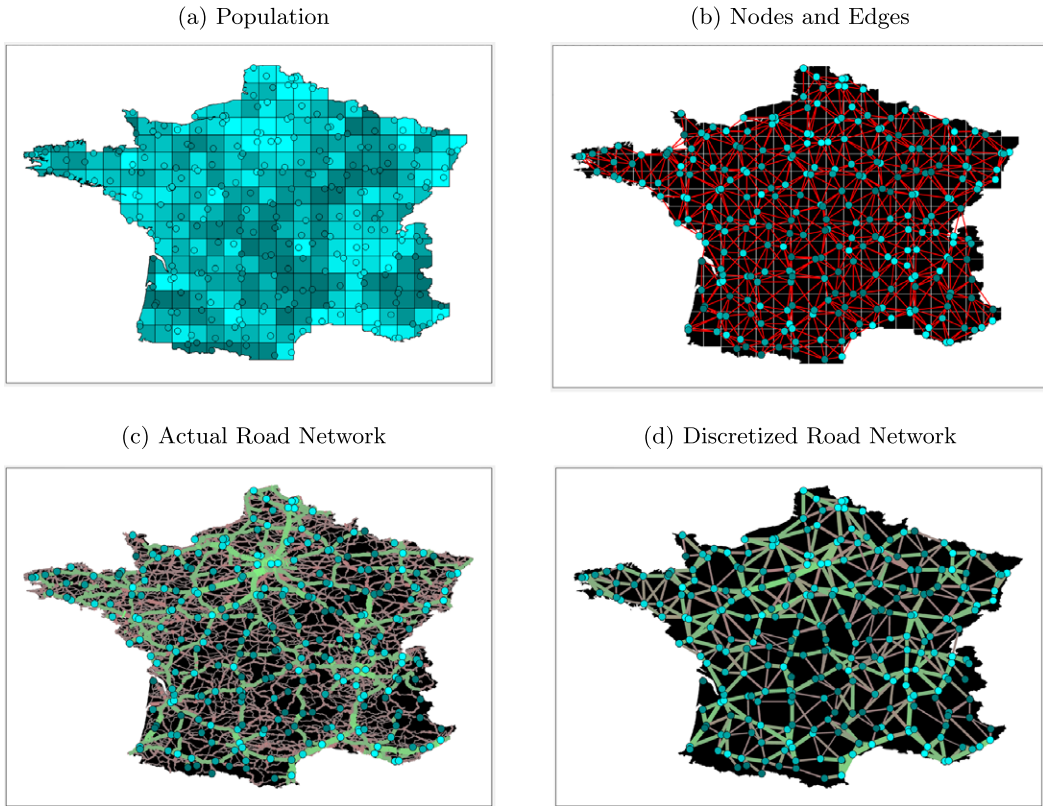 (a) Population
(b) Nodes and Edges
(c) Actual Road Network
(d) Discretized Road Network